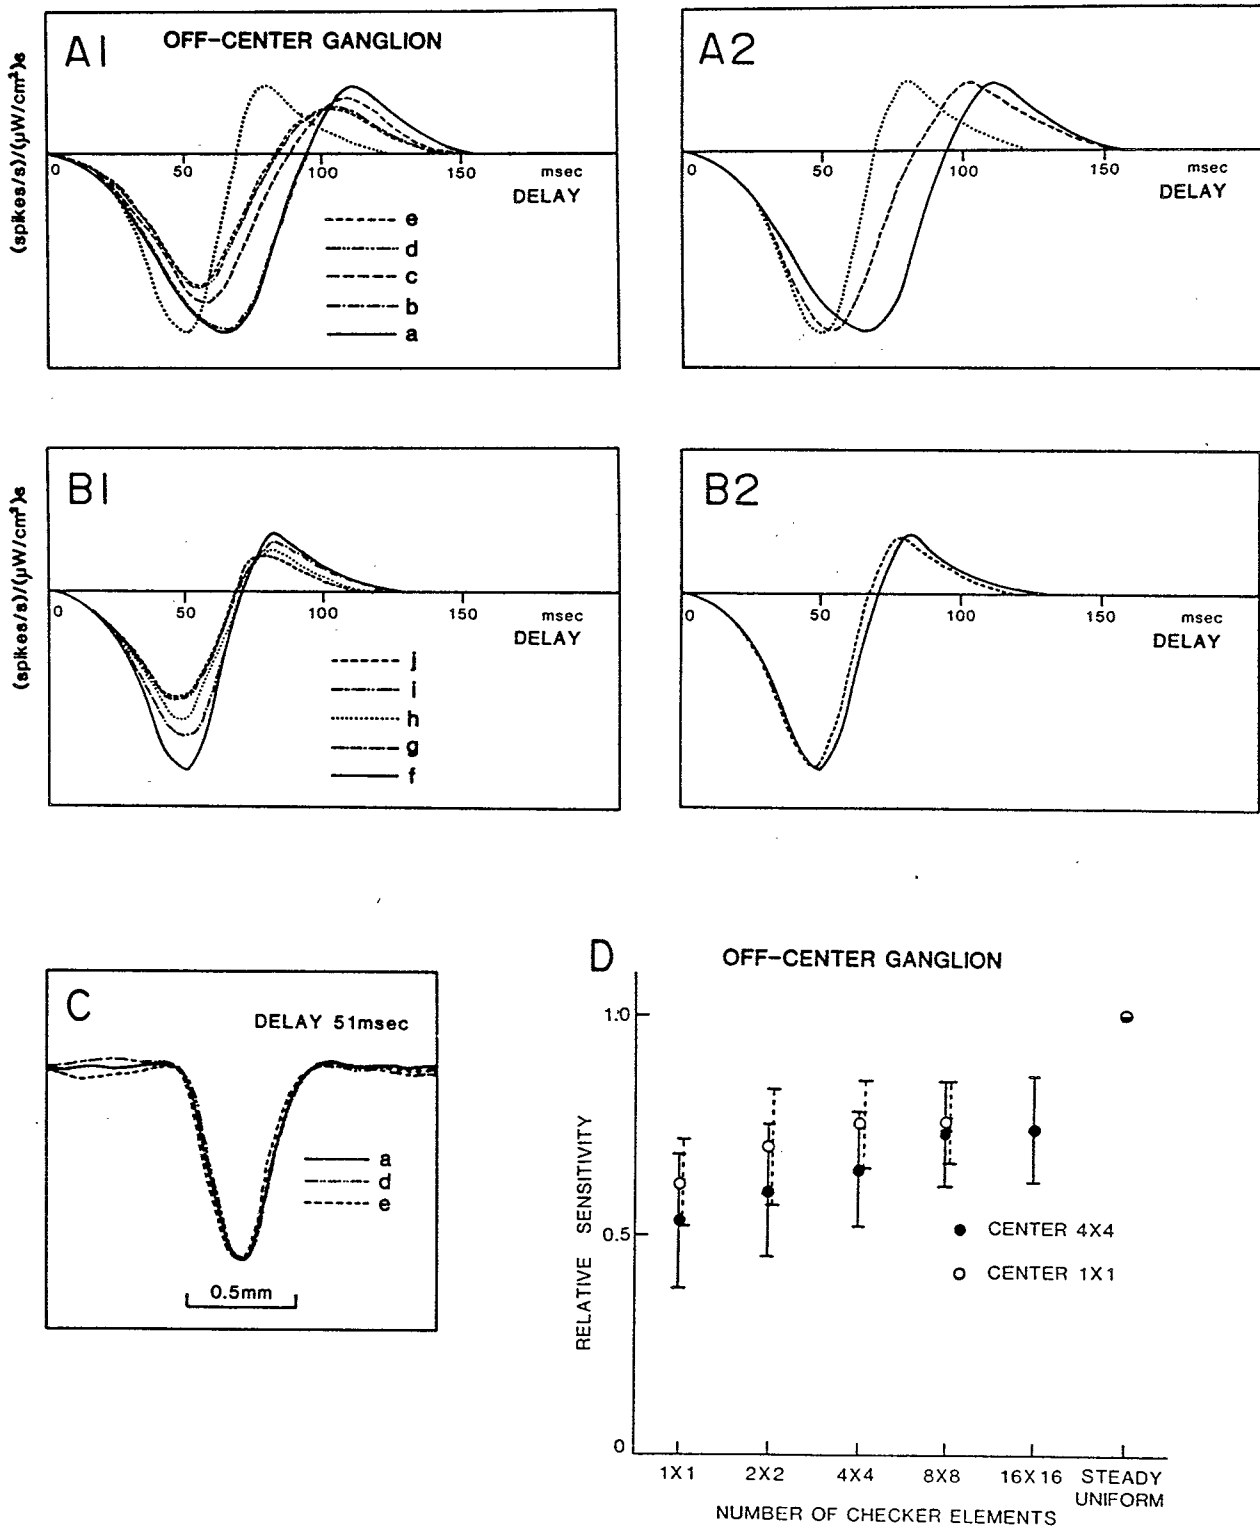 A1 OFF-CENTER GANGLION
(spikes/s)/(μW/cm²)s
0 50 100 150 msec
DELAY
e
d
c
b
a
A2
0 50 100 150 msec
DELAY
B1
(spikes/s)/(μW/cm²)s
0 50 100 150 msec
DELAY
j
i
h
g
f
B2
0 50 100 150 msec
DELAY
C
DELAY 51msec
a
d
e
0.5mm
D OFF-CENTER GANGLION
RELATIVE SENSITIVITY
1.0
0.5
0
CENTER 4X4
CENTER 1X1
1X1 2X2 4X4 8X8 16X16 STEADY
UNIFORM
NUMBER OF CHECKER ELEMENTS